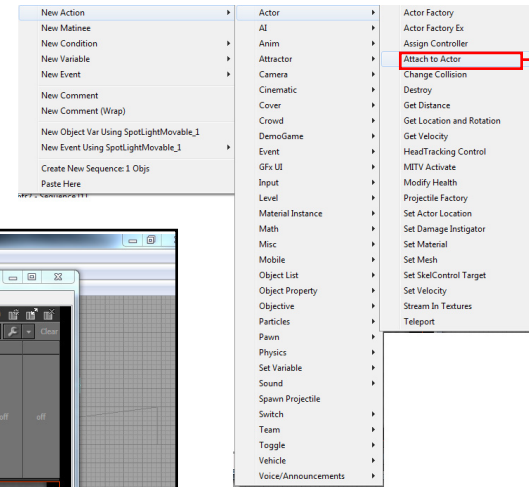 New Action
New Matinee
New Condition
New Variable
New Event
New Comment
New Comment (Wrap)
New Object Var Using SpotLightMovable_1
New Event Using SpotLightMovable_1
Create New Sequence: 1 Objs
Paste Here
Actor
AI
Anim
Attractor
Camera
Cinematic
Cover
Crowd
DemoGame
Event
GFx UI
Input
Level
Material Instance
Math
Misc
Mobile
Object List
Object Property
Objective
Particles
Pawn
Physics
Set Variable
Sound
Spawn Projectile
Switch
Team
Toggle
Vehicle
Voice/Announcements
Actor Factory
Actor Factory Ex
Assign Controller
Attach to Actor
Change Collision
Destroy
Get Distance
Get Location and Rotation
Get Velocity
HeadTracking Control
MITV Activate
Modify Health
Projectile Factory
Set Actor Location
Set Damage Instigator
Set Material
Set Mesh
Set SkelControl Target
Set Velocity
Stream In Textures
Teleport
Clear
off
off